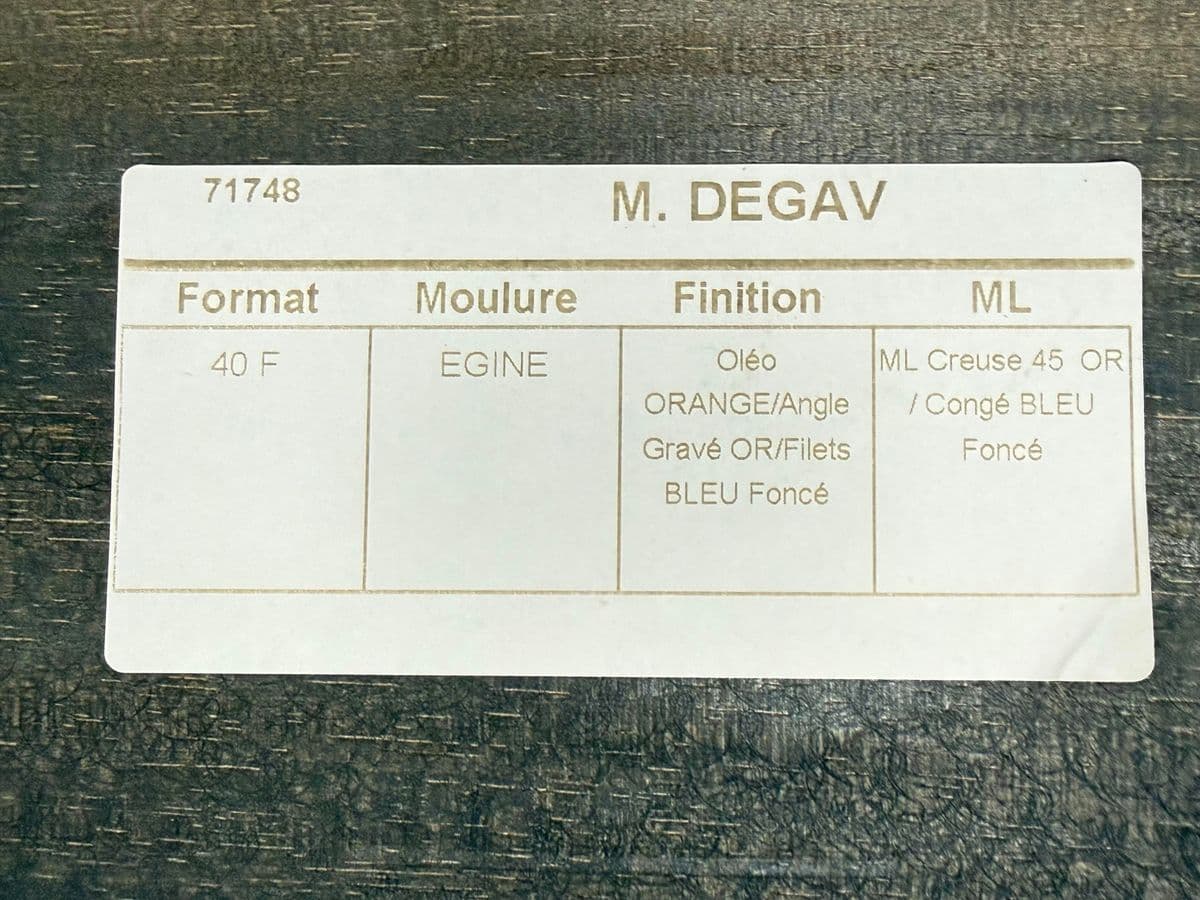 71748 M. DEGAV
Format Moulure Finition ML
40 F EGINE Oléo ML Creuse 45 OR
ORANGE/Angle / Congé BLEU
Gravé OR/Filets Foncé
BLEU Foncé